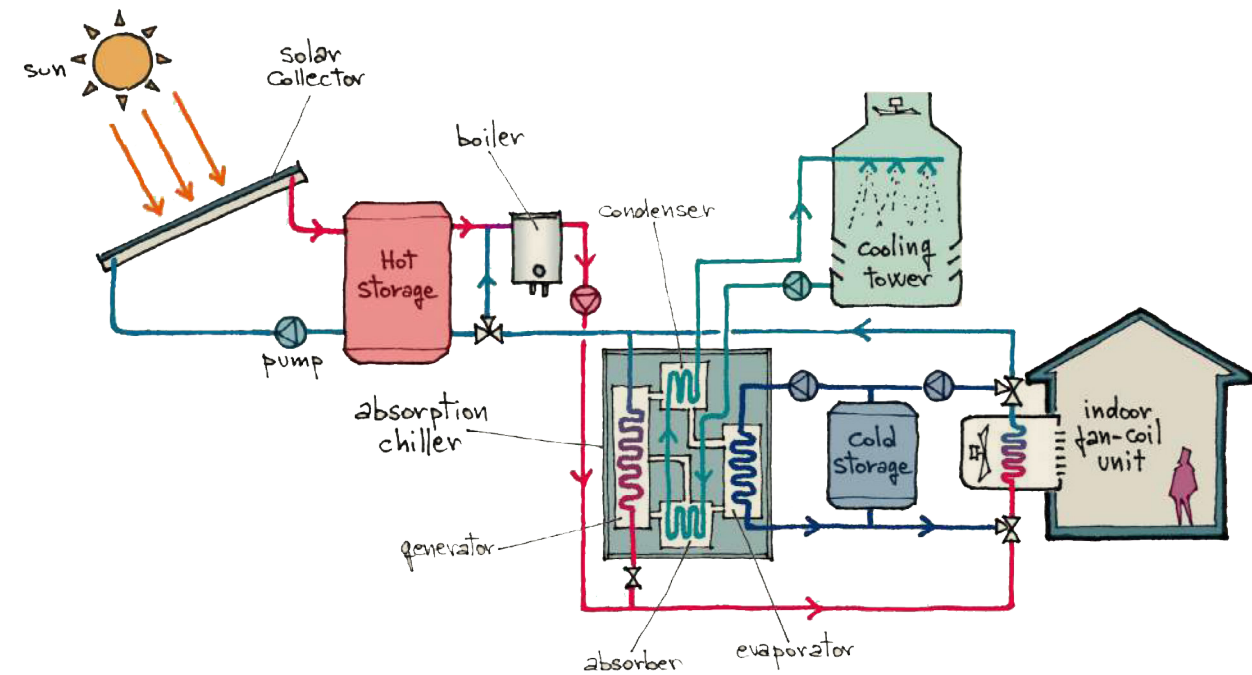 sun
solar
collector
boiler
condenser
cooling
tower
Hot
storage
pump
absorption
chiller
cold
storage
indoor
fan-coil
unit
generator
absorber
evaporator